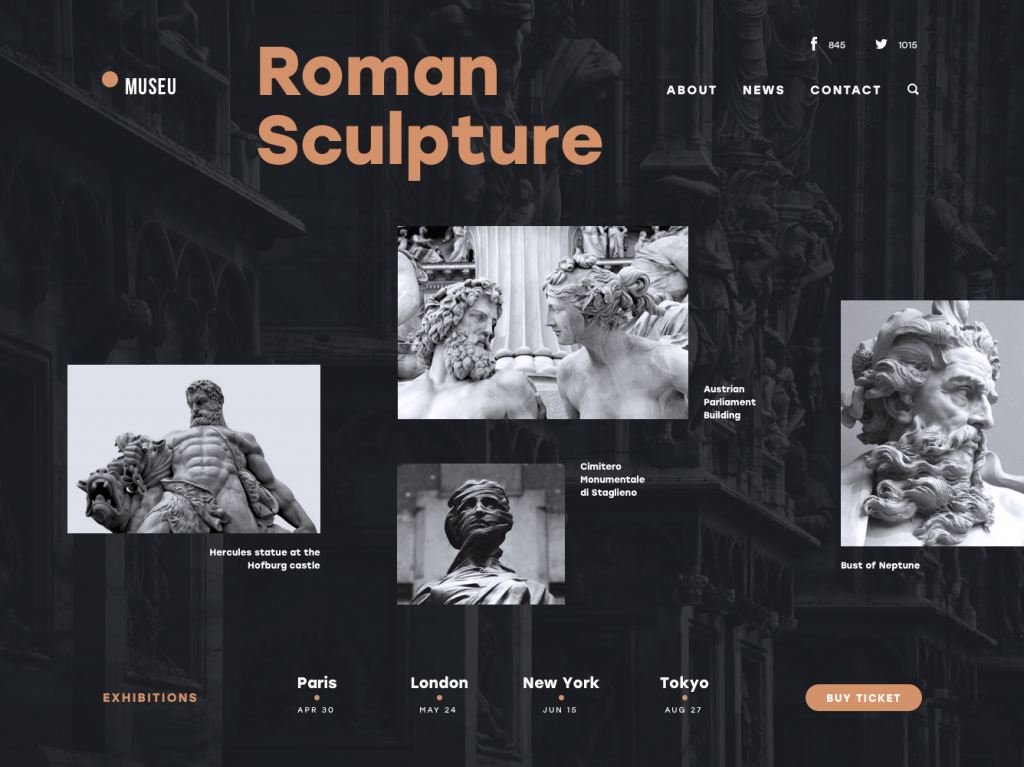 845 1015
MUSEU
Roman
Sculpture
ABOUT NEWS CONTACT
Austrian
Parliament
Building
Cimitero
Monumentale
di Staglieno
Hercules statue at the
Hofburg castle
Bust of Neptune
EXHIBITIONS
Paris
APR 30
London
MAY 24
New York
JUN 15
Tokyo
AUG 27
BUY TICKET